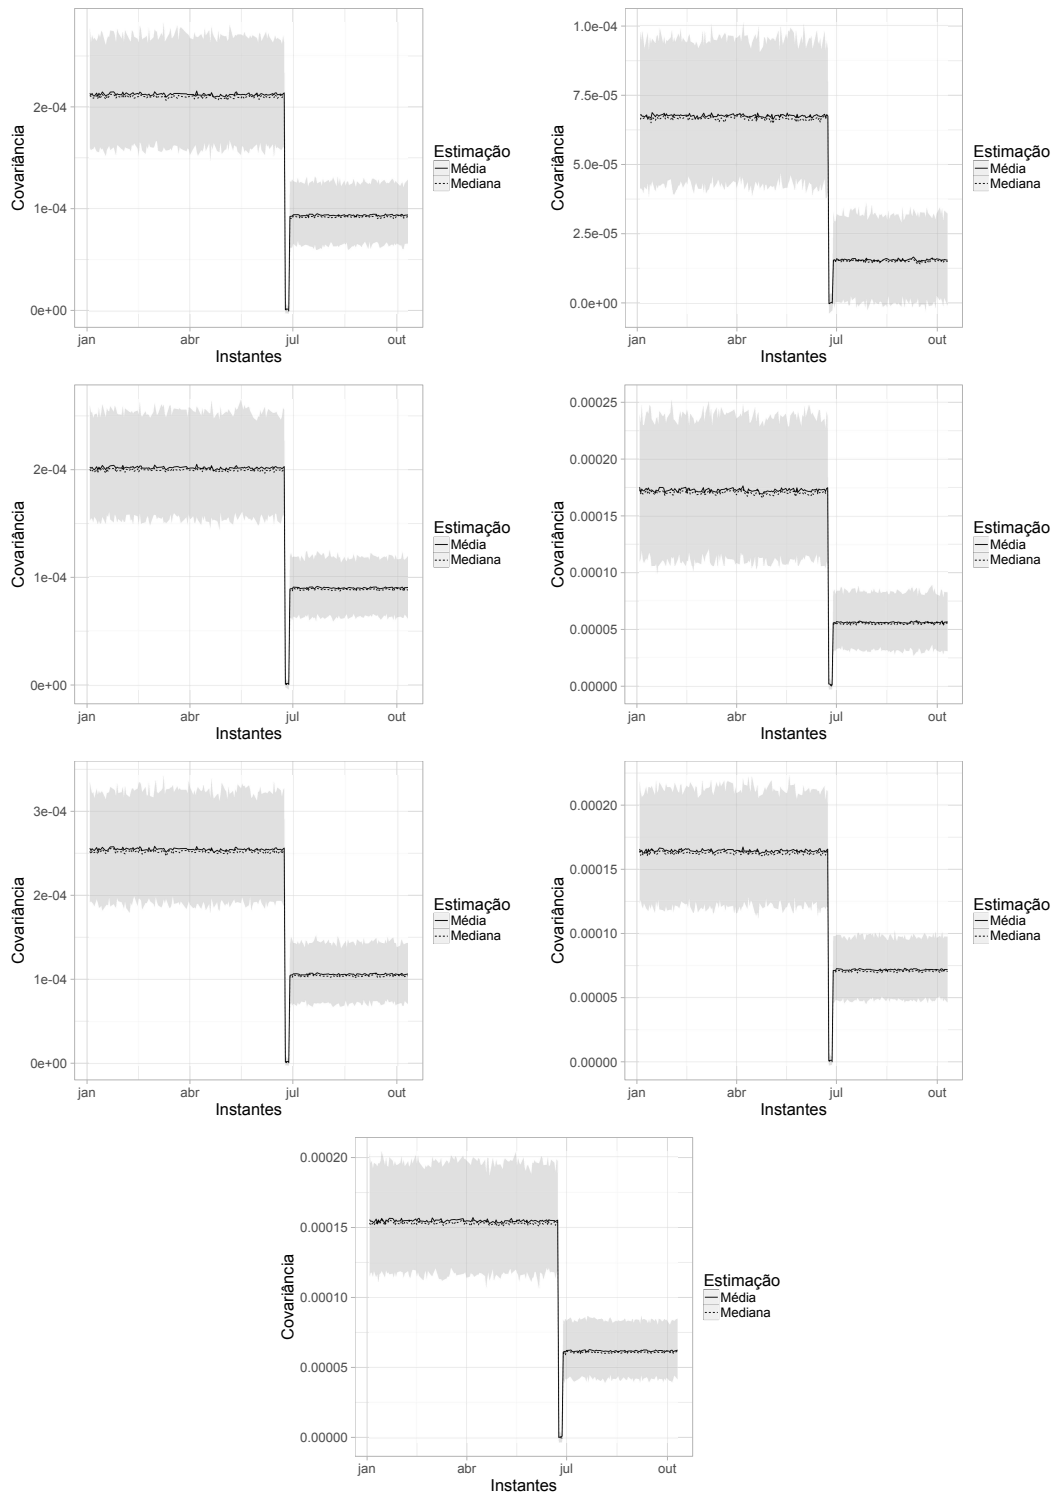 Covariância
2e-04
1e-04
0e+00
jan
abr
jul
out
Instantes
Estimação
Média
Mediana
Covariância
1.0e-04
7.5e-05
5.0e-05
2.5e-05
0.0e+00
jan
abr
jul
out
Instantes
Estimação
Média
Mediana
Covariância
2e-04
1e-04
0e+00
jan
abr
jul
out
Instantes
Estimação
Média
Mediana
Covariância
0.00025
0.00020
0.00015
0.00010
0.00005
0.00000
jan
abr
jul
out
Instantes
Estimação
Média
Mediana
Covariância
3e-04
2e-04
1e-04
0e+00
jan
abr
jul
out
Instantes
Estimação
Média
Mediana
Covariância
0.00020
0.00015
0.00010
0.00005
0.00000
jan
abr
jul
out
Instantes
Estimação
Média
Mediana
Covariância
0.00020
0.00015
0.00010
0.00005
0.00000
jan
abr
jul
out
Instantes
Estimação
Média
Mediana